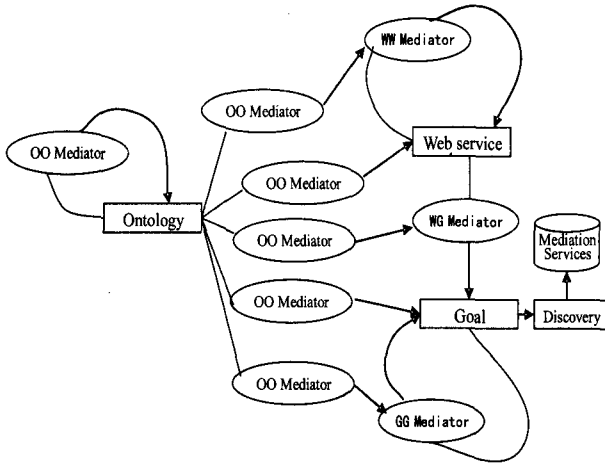 WW Mediator
OO Mediator
OO Mediator
Web service
OO Mediator
Ontology
WG Mediator
OO Mediator
Mediation
Services
OO Mediator
Goal
Discovery
OO Mediator
GG Mediator